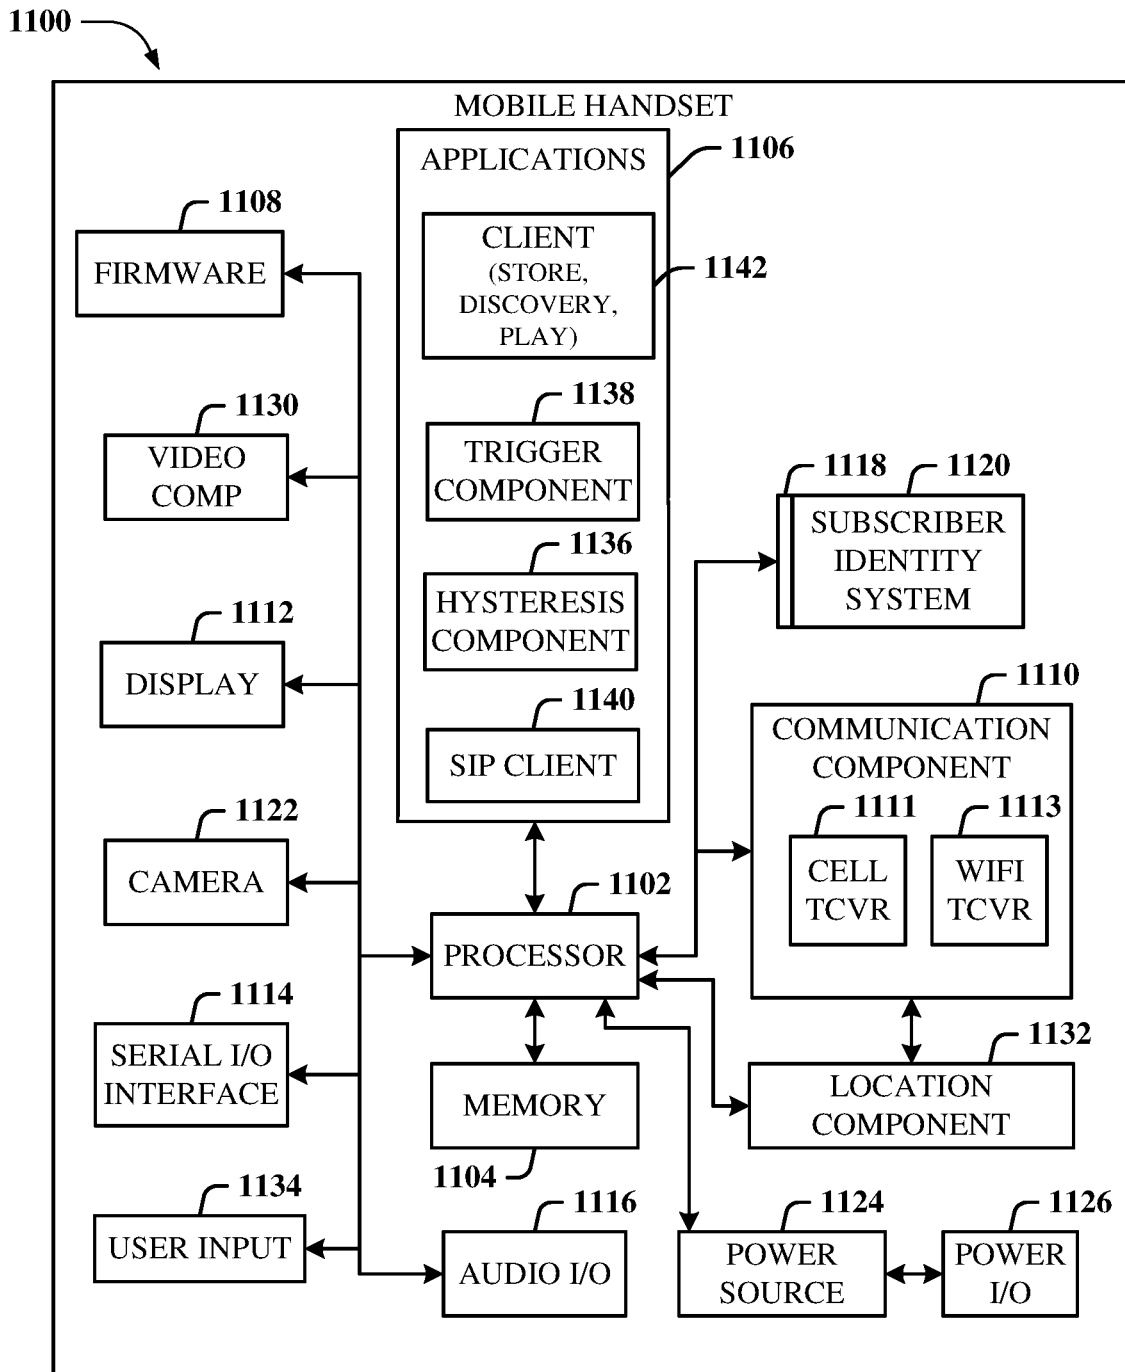 1100
MOBILE HANDSET
APPLICATIONS
1106
CLIENT
(STORE,
DISCOVERY,
PLAY)
1142
1108
FIRMWARE
1138
TRIGGER
COMPONENT
1130
VIDEO
COMP
1136
HYSTERESIS
COMPONENT
1118
1120
SUBSCRIBER
IDENTITY
SYSTEM
1112
DISPLAY
1140
SIP CLIENT
1110
COMMUNICATION
COMPONENT
1111
CELL
TCVR
1113
WIFI
TCVR
1122
CAMERA
1102
PROCESSOR
1114
SERIAL I/O
INTERFACE
MEMORY
1104
1132
LOCATION
COMPONENT
1134
USER INPUT
1116
AUDIO I/O
1124
POWER
SOURCE
1126
POWER
I/O